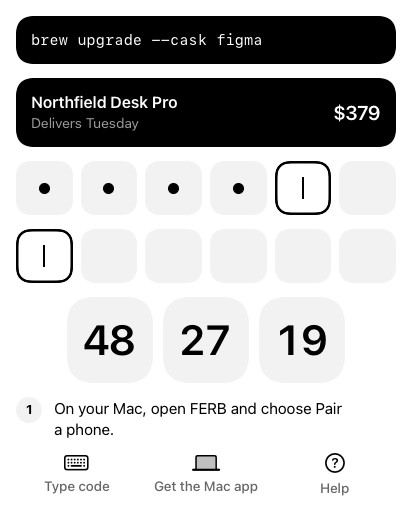 brew upgrade --cask figma
Northfield Desk Pro
$379
Delivers Tuesday
48 27 19
1 On your Mac, open FERB and choose Pair
a phone.
Type code Get the Mac app Help